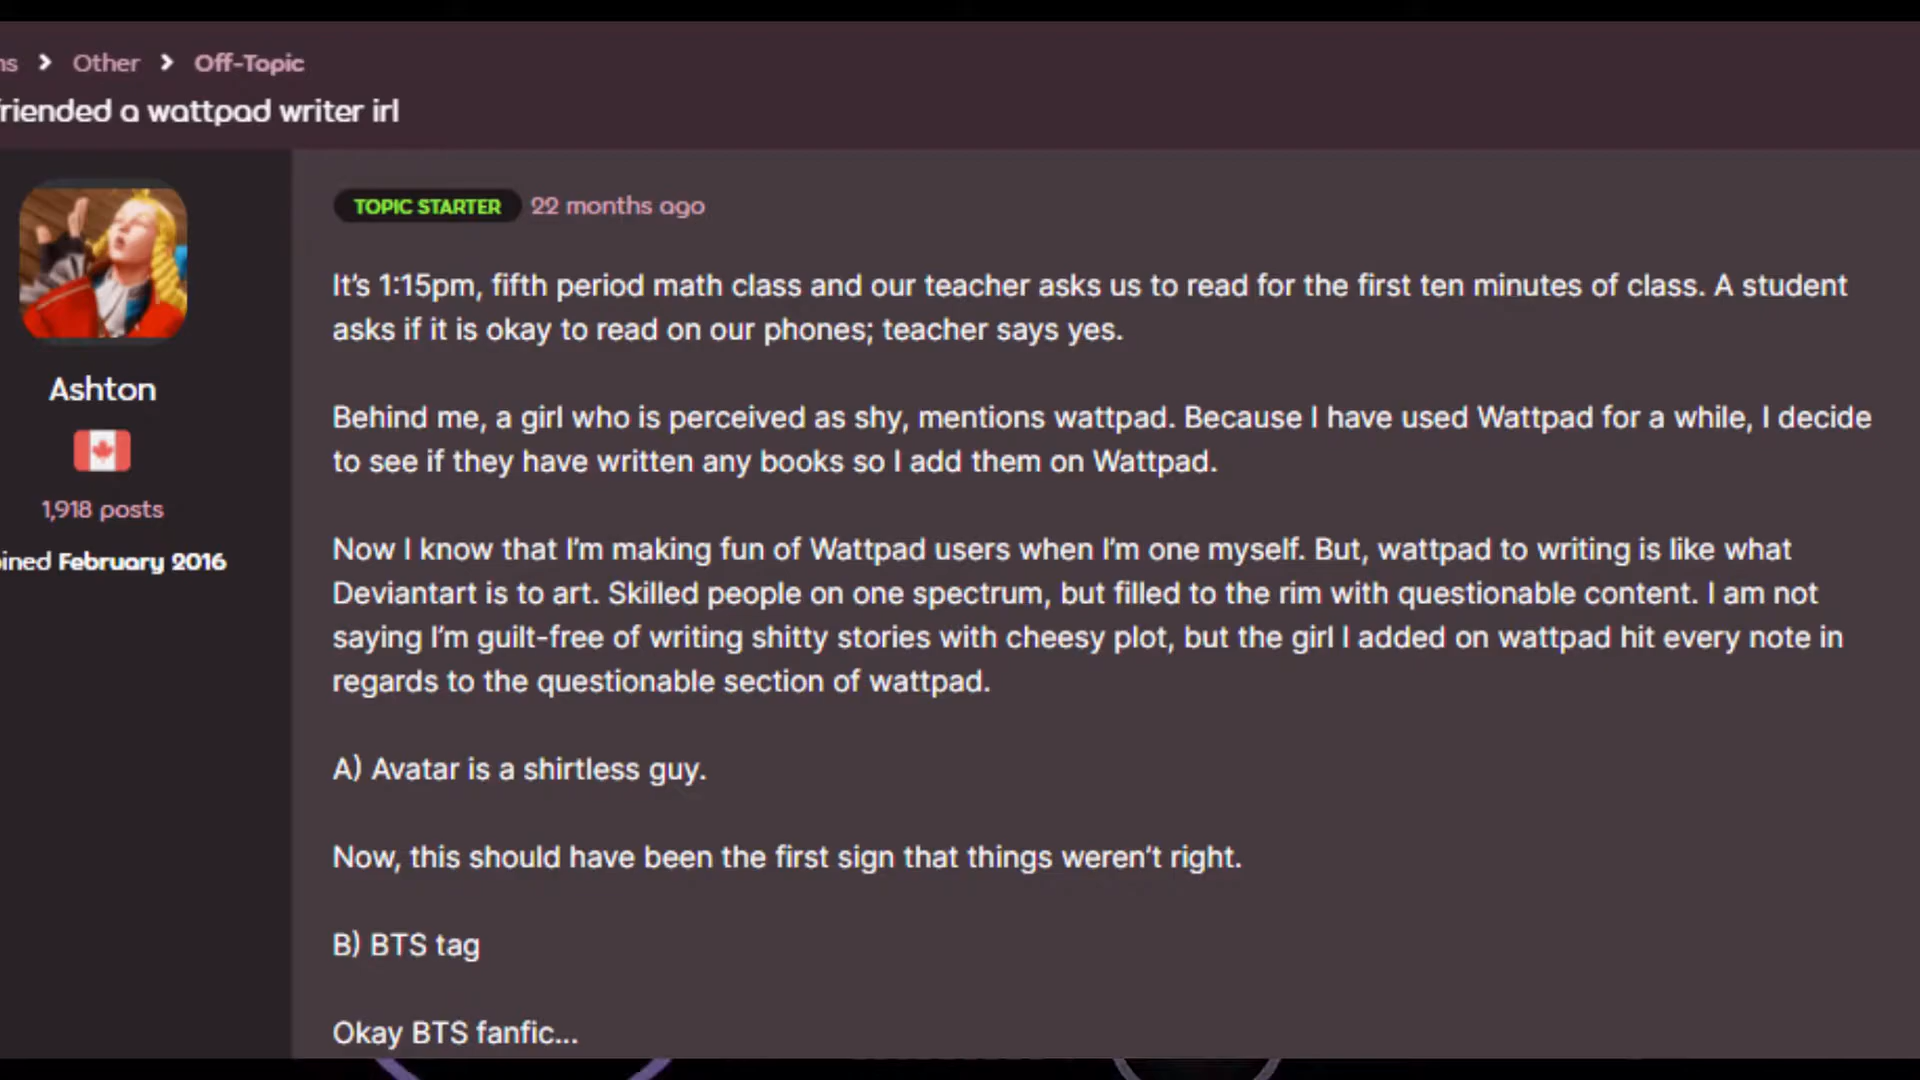 Other > Off-Topic
a wattpad writer irl
TOPIC STARTER 22 months ago
It's 1:15pm, fifth period math class and our teacher asks us to read for the first ten minutes of class. A student
asks if it is okay to read on our phones; teacher says yes.
Ashton
Behind me, a girl who is perceived as shy, mentions wattpad. Because I have used Wattpad for a while, I decide
to see if they have written any books so I add them on Wattpad.
1,918 posts
February 2016
Now I know that I'm making fun of Wattpad users when I'm one myself. But, wattpad to writing is like what
Deviantart is to art. Skilled people on one spectrum, but filled to the rim with questionable content. I am not
saying I'm guilt-free of writing shitty stories with cheesy plot, but the girl I added on wattpad hit every note in
regards to the questionable section of wattpad.
A) Avatar is a shirtless guy.
Now, this should have been the first sign that things weren't right.
B) BTS tag
Okay BTS fanfic...